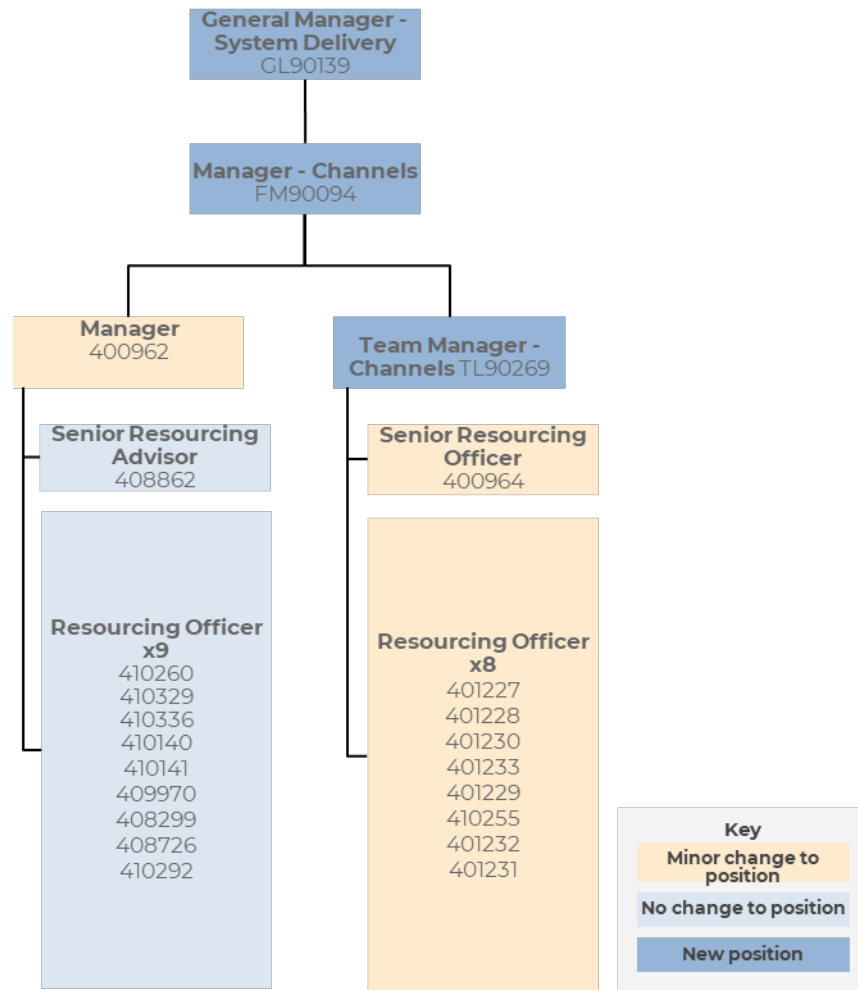 General Manager -
System Delivery
GL90139
Manager - Channels
FM90094
Manager
400962
Team Manager -
Channels TL90269
Senior Resourcing
Advisor
408862
Senior Resourcing
Officer
400964
Resourcing Officer
x9
410260
410329
410336
410140
410141
409970
408299
408726
410292
Resourcing Officer
x8
401227
401228
401230
401233
401229
410255
401232
401231
Key
Minor change to
position
No change to position
New position